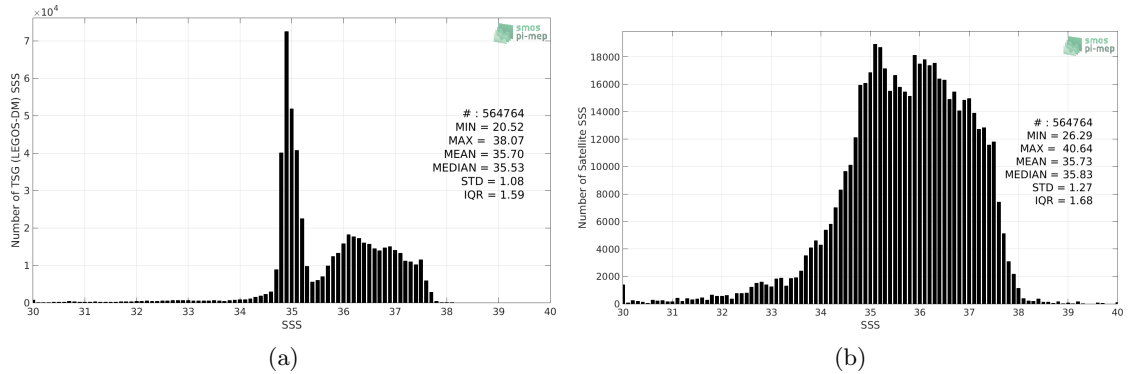 ×10⁴
smos
pi-mep
7
6
5
4
3
2
1
0
Number of TSG (LEGOS-DM) SSS
# : 564764
MIN = 20.52
MAX = 38.07
MEAN = 35.70
MEDIAN = 35.53
STD = 1.08
IQR = 1.59
30 31 32 33 34 35 36 37 38 39 40
SSS
(a)
smos
pi-mep
18000
16000
14000
12000
10000
8000
6000
4000
2000
0
Number of Satellite SSS
# : 564764
MIN = 26.29
MAX = 40.64
MEAN = 35.73
MEDIAN = 35.83
STD = 1.27
IQR = 1.68
30 31 32 33 34 35 36 37 38 39 40
SSS
(b)